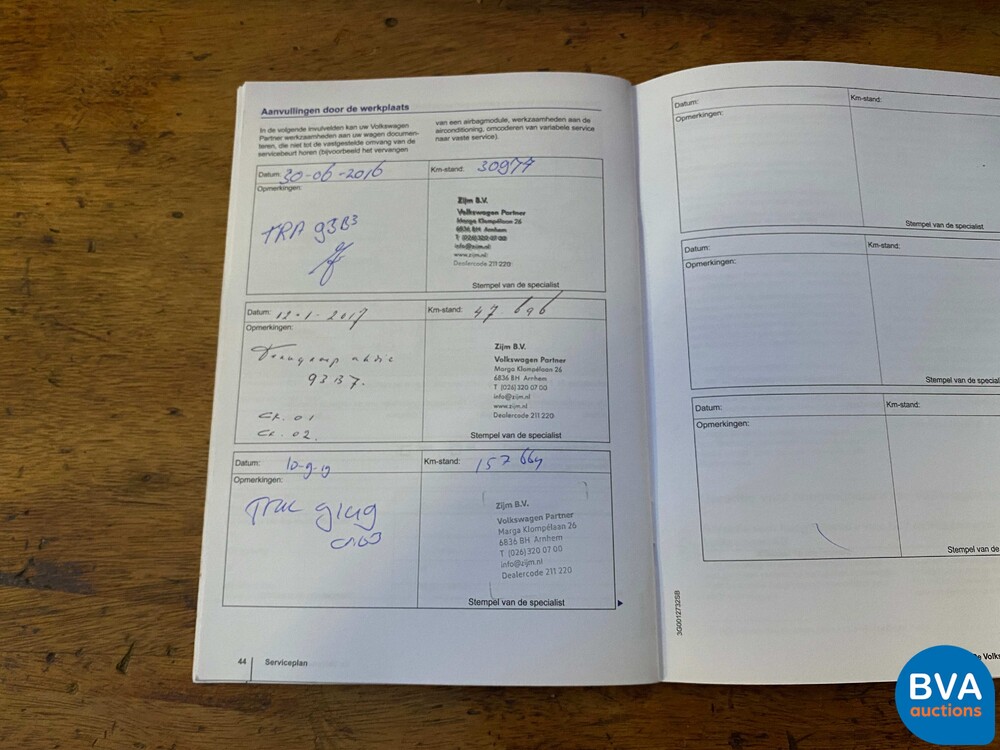 Aanvullingen door de werkplaats
In de volgende invulvelden kan uw Volkswagen
Partner werkzaamheden aan uw wagen documen-
teren, die niet tot de vastgestelde omvang van de
servicebeurt horen (bijvoorbeeld het vervangen
van een airbagmodule, werkzaamheden aan de
airconditioning, omcoderen van variabele service
naar vaste service).
Datum: 30-06-2016
Km-stand: 30977
Opmerkingen:
TRA 93B3
Zijm B.V.
Volkswagen Partner
Marga Klompélaan 26
6836 BH Arnhem
T (026)320 07 00
info@zijm.nl
www.zijm.nl
Dealercode 211 220
Stempel van de specialist
Datum: 12-1-2017
Km-stand: 47 696
Opmerkingen:
93B7.
CR. 01
CR. 02.
Zijm B.V.
Volkswagen Partner
Marga Klompélaan 26
6836 BH Arnhem
T (026)320 07 00
info@zijm.nl
www.zijm.nl
Dealercode 211 220
Stempel van de specialist
Datum: 10-9-19
Km-stand: 157 664
Opmerkingen:
Zijm B.V.
Volkswagen Partner
Marga Klompélaan 26
6836 BH Arnhem
T (026)320 07 00
info@zijm.nl
Dealercode 211 220
Stempel van de specialist
44 Serviceplan
Datum:
Km-stand:
Opmerkingen:
Stempel van de specialist
Datum:
Km-stand:
Opmerkingen:
Stempel van de specialis
Datum:
Km-stand:
Opmerkingen:
Stempel van de
3G0012732SB
De Volks
BVA
auctions